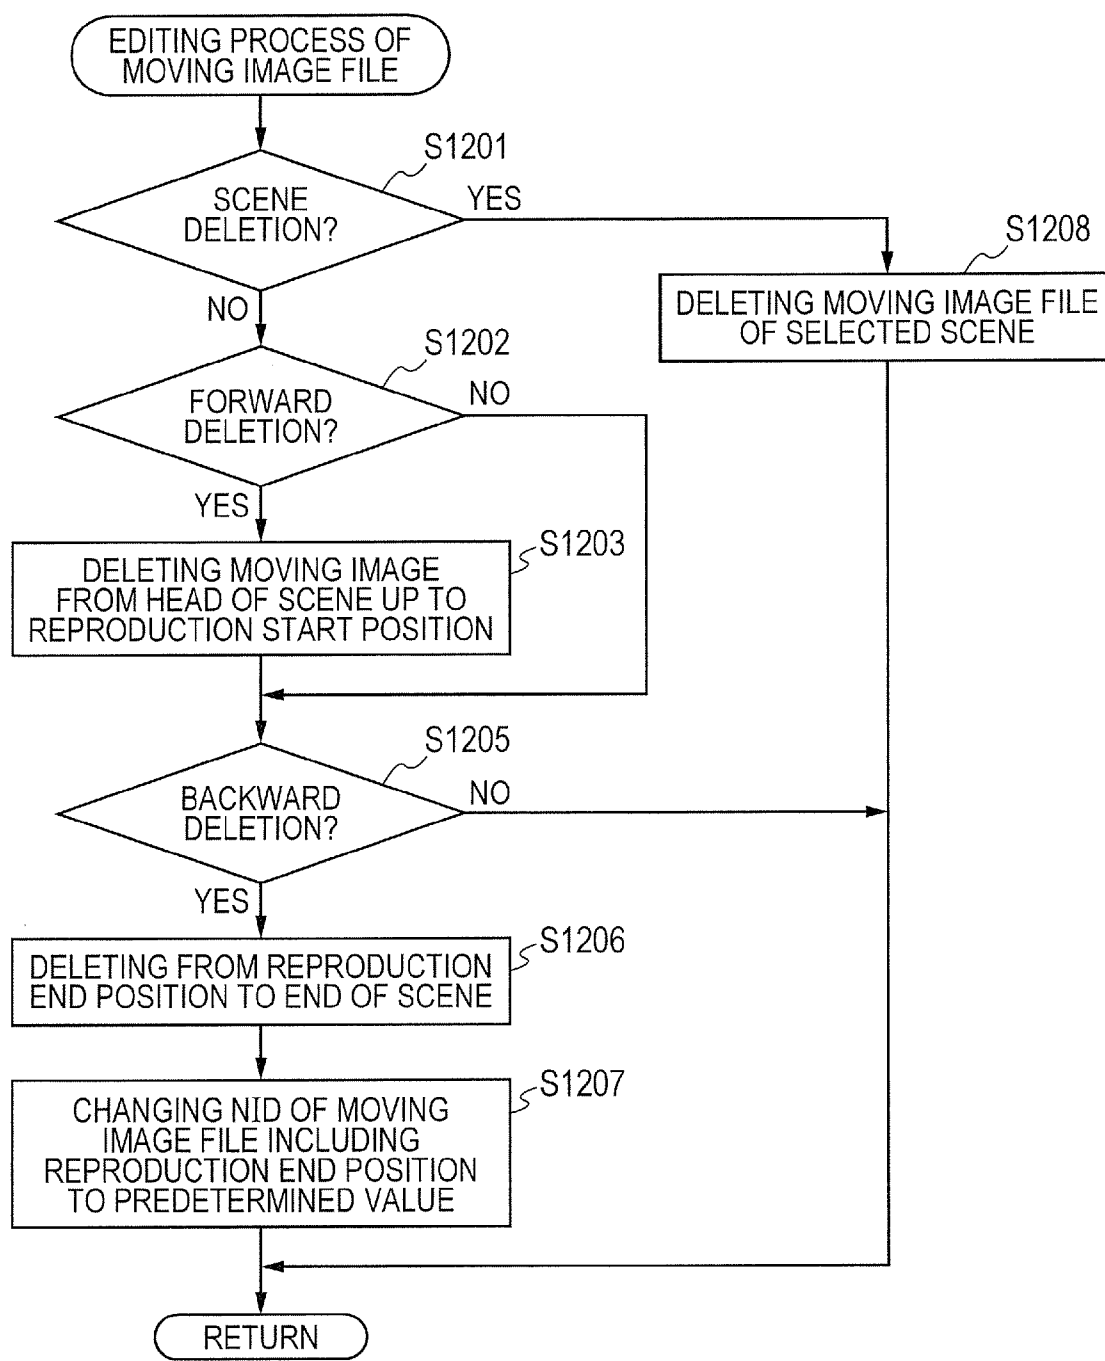 EDITING PROCESS OF
MOVING IMAGE FILE
S1201
SCENE
DELETION?
YES
NO
S1208
DELETING MOVING IMAGE FILE
OF SELECTED SCENE
S1202
FORWARD
DELETION?
NO
YES
S1203
DELETING MOVING IMAGE
FROM HEAD OF SCENE UP TO
REPRODUCTION START POSITION
S1205
BACKWARD
DELETION?
NO
YES
S1206
DELETING FROM REPRODUCTION
END POSITION TO END OF SCENE
S1207
CHANGING NID OF MOVING
IMAGE FILE INCLUDING
REPRODUCTION END POSITION
TO PREDETERMINED VALUE
RETURN